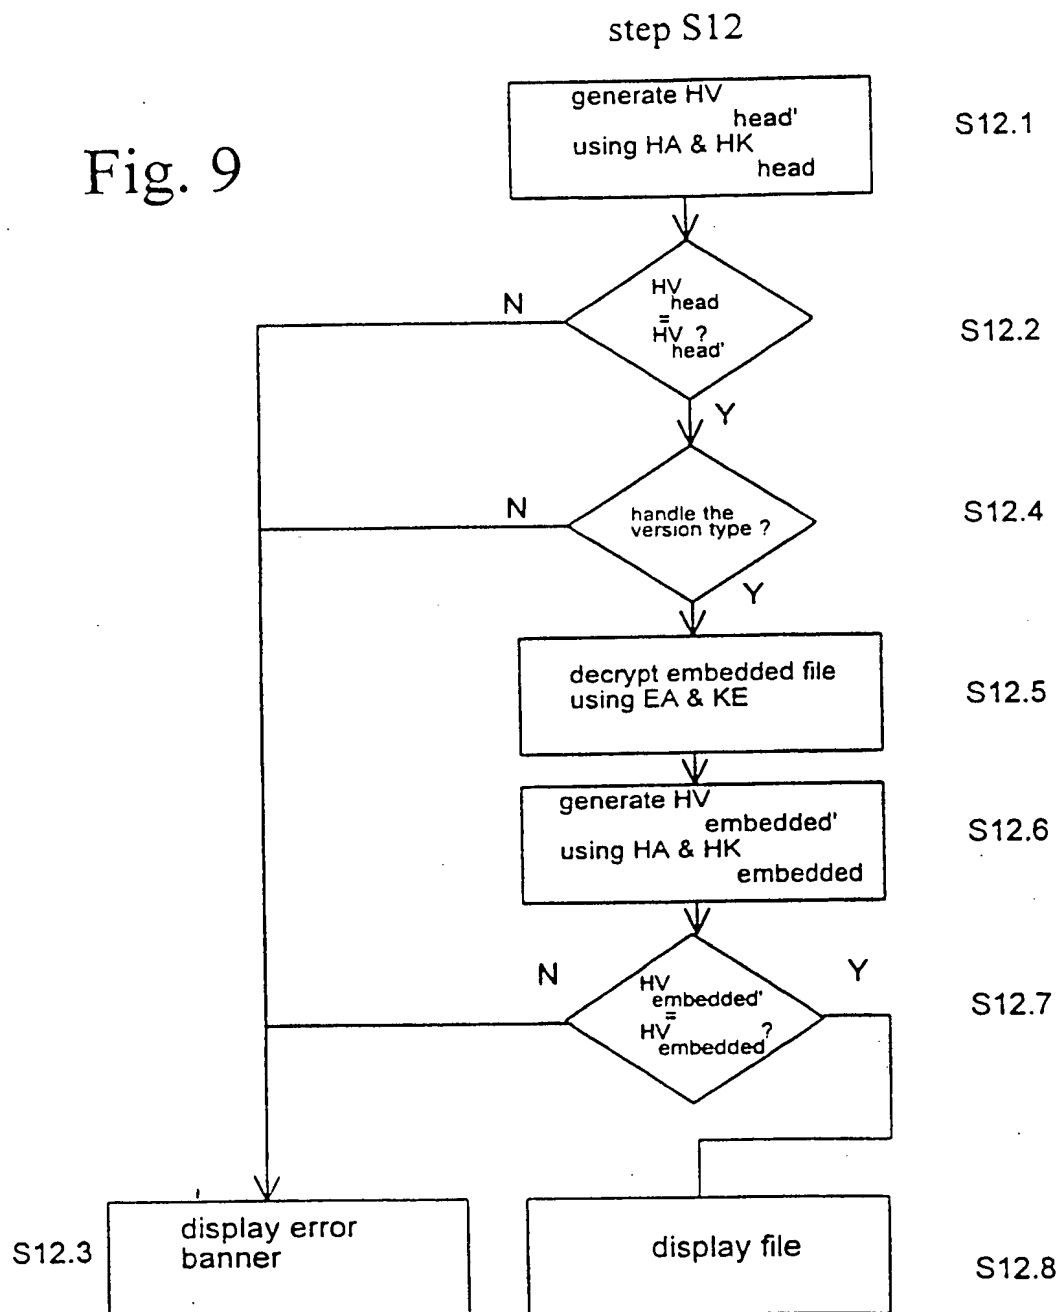 step S12
Fig. 9
generate HV
head'
using HA & HK
head
S12.1
HV
head
=
HV ?
head'
N
S12.2
Y
handle the
version type ?
N
S12.4
Y
decrypt embedded file
using EA & KE
S12.5
generate HV
embedded'
using HA & HK
embedded
S12.6
N
HV
embedded'
=
HV ?
embedded
Y
S12.7
S12.3
display error
banner
display file
S12.8